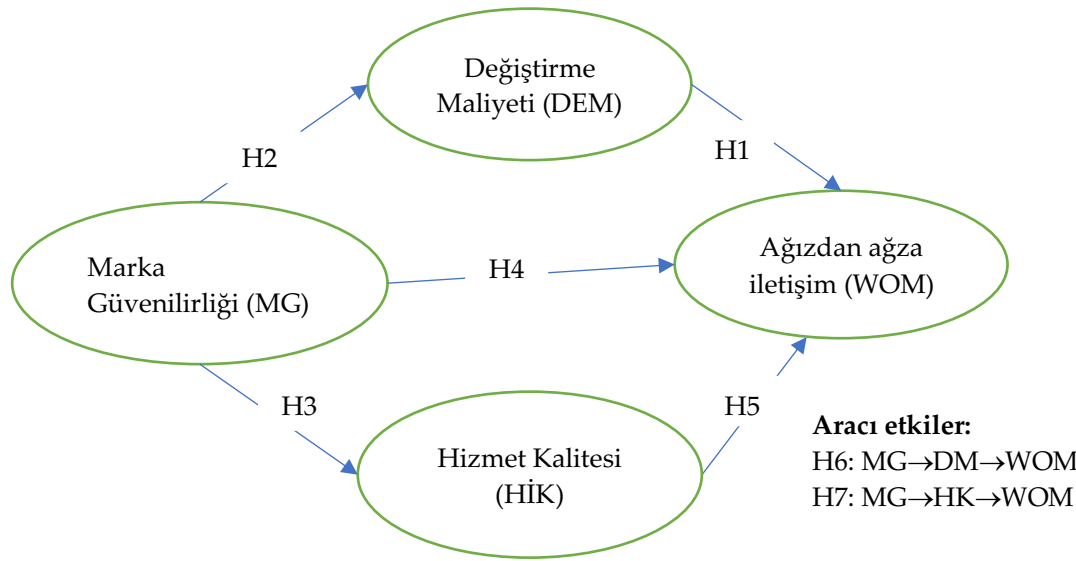 Değiştirme
Maliyeti (DEM)
H2
H1
Marka
Güvenilirliği (MG)
H4
Ağızdan ağza
iletişim (WOM)
H3
H5
Hizmet Kalitesi
(HİK)
Aracı etkiler:
H6: MG→DM→WOM
H7: MG→HK→WOM